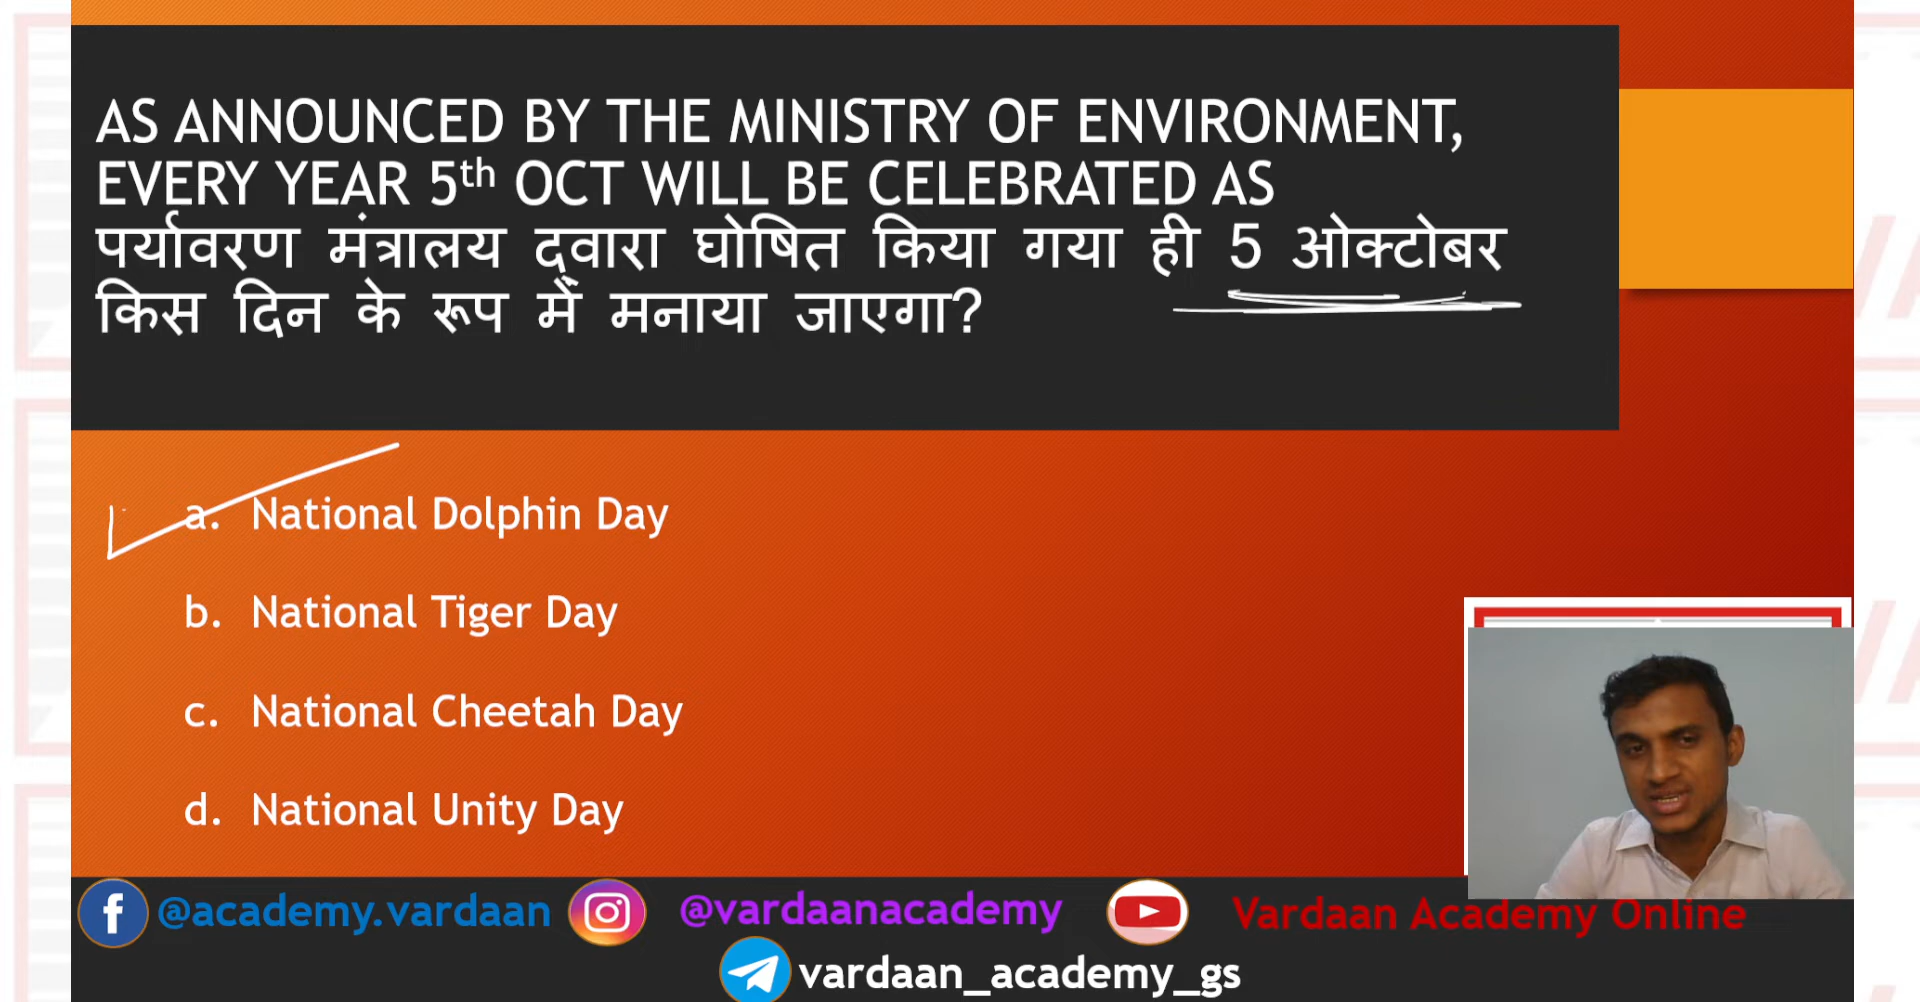 AS ANNOUNCED BY THE MINISTRY OF ENVIRONMENT,
EVERY YEAR 5th OCT WILL BE CELEBRATED AS
पर्यावरण मंत्रालय द्वारा घोषित किया गया ही 5 ओक्टोबर
किस दिन के रूप में मनाया जाएगा?
a. National Dolphin Day
b. National Tiger Day
c. National Cheetah Day
d. National Unity Day
@academy.vardaan @vardaanacademy Vardaan Academy Online
vardaan_academy_gs